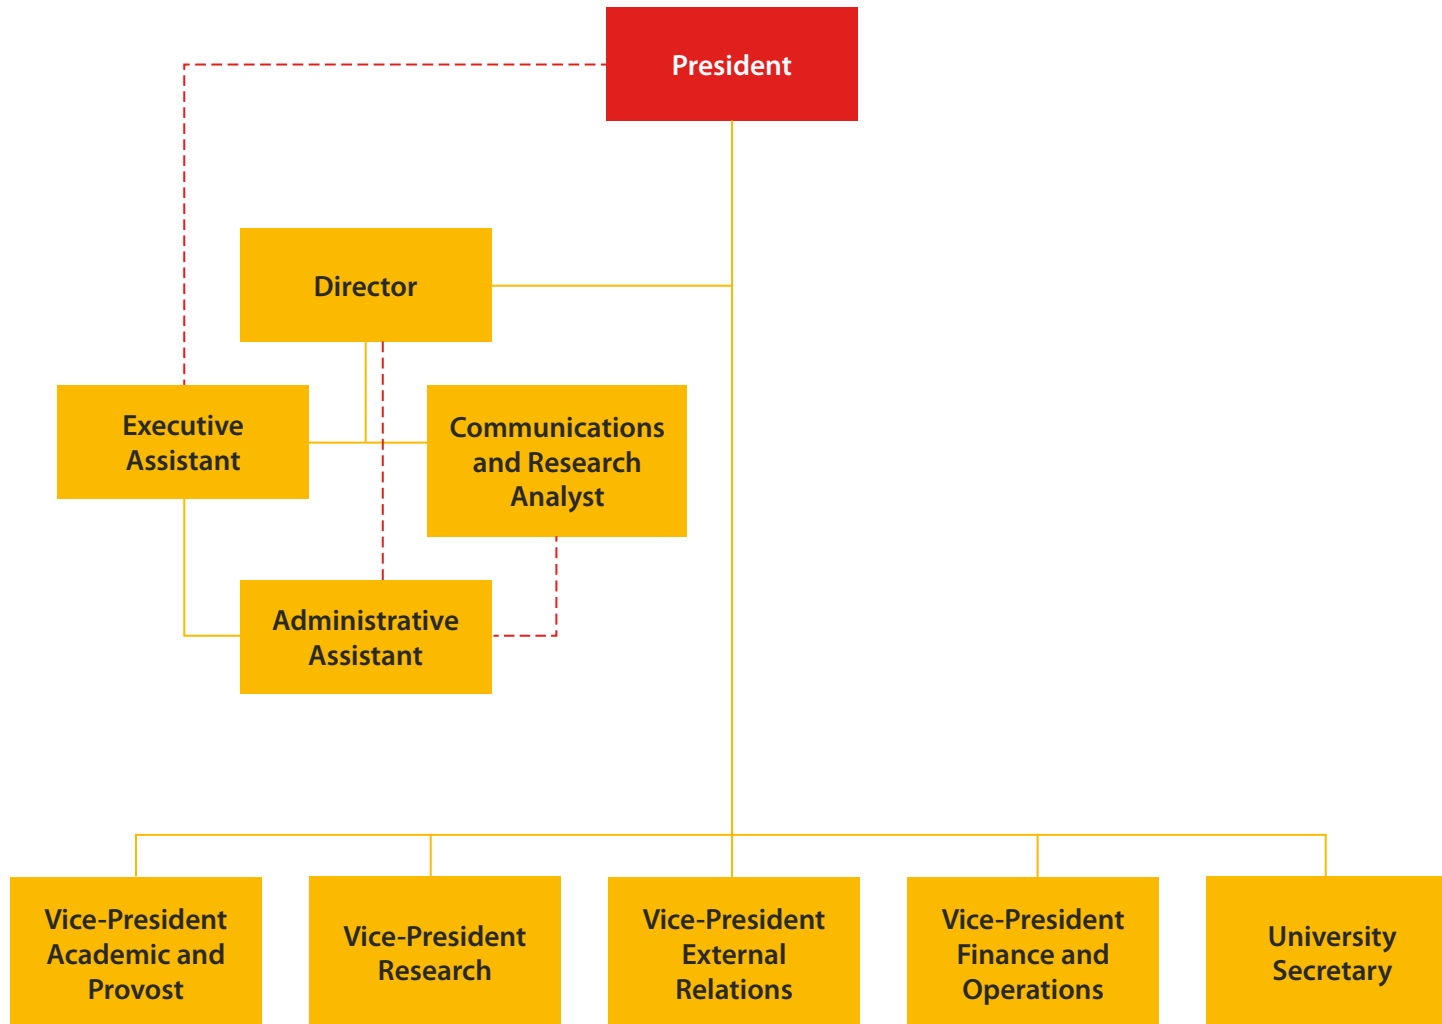 President
Director
Executive
Assistant
Communications
and Research
Analyst
Administrative
Assistant
Vice-President
Academic and
Provost
Vice-President
Research
Vice-President
External
Relations
Vice-President
Finance and
Operations
University
Secretary